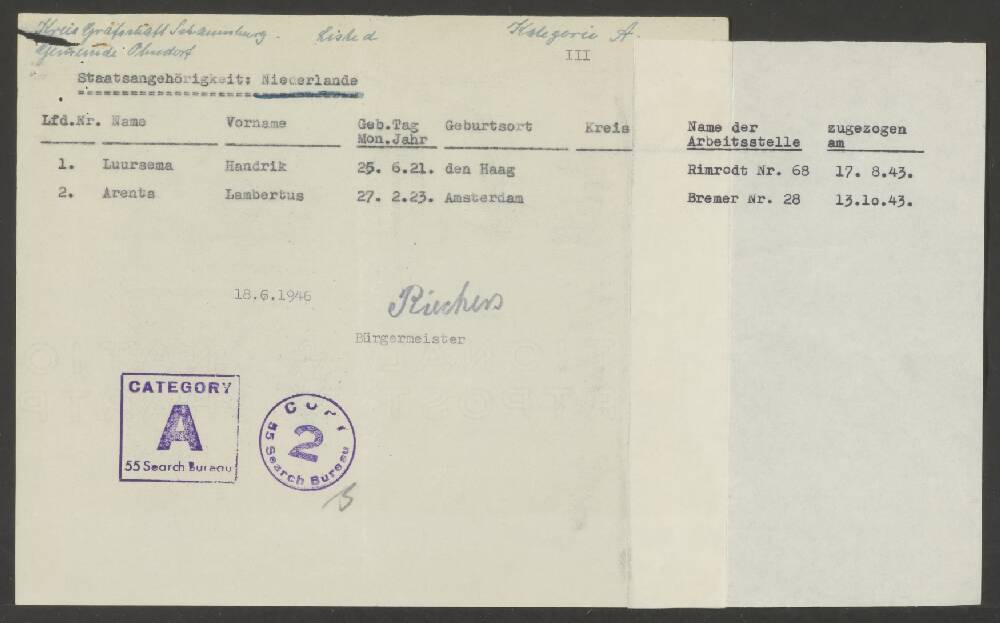 Kreis Grafschaft Schaumburg. Listed Kategorie A.
Gemeinde: Ohndorf
III
Staatsangehörigkeit: Niederlande
Lfd.Nr. Name Vorname Geb.Tag Mon.Jahr Geburtsort Kreis Name der Arbeitsstelle zugezogen am
1. Luursema Handrik 25. 6.21. den Haag Rimrodt Nr. 68 17. 8.43.
2. Arents Lambertus 27. 2.23. Amsterdam Bremer Nr. 28 13.10.43.
18.6.1946 Riechers
Bürgermeister
CATEGORY
A
55 Search Bureau
2
55 Search Bureau